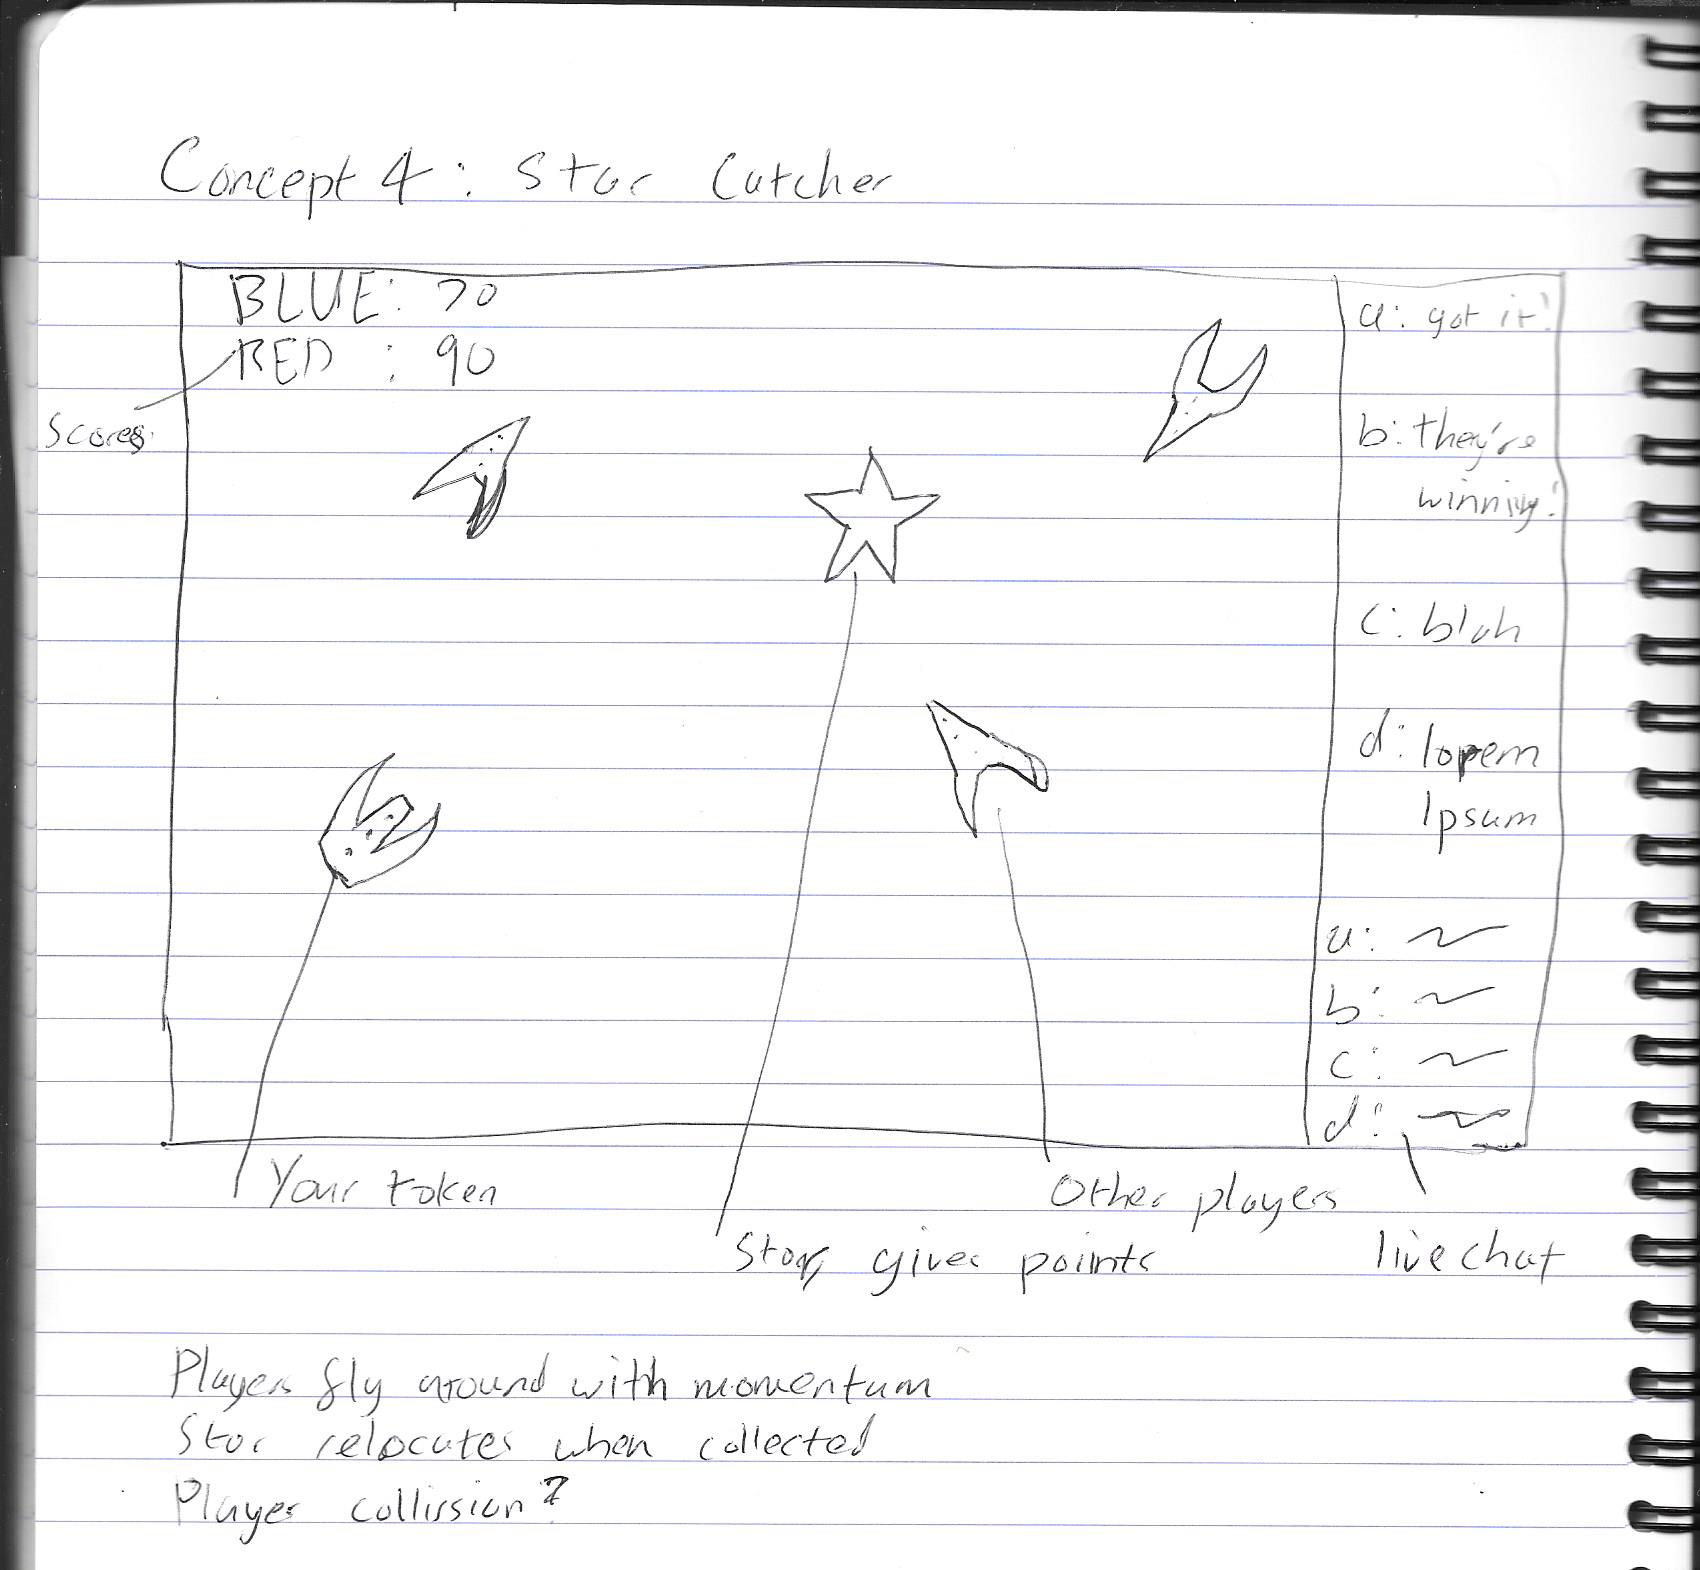 Concept 4: Star Catcher
BLUE: 70
RED : 90
Scores
a: got it!
b: they're
winning!
c: blah
d: lorem
Ipsum
a:
b:
c:
d:
Your token
Star, gives points
Other players
live chat
Players fly around with momentum
Star relocates when collected
Player collission?